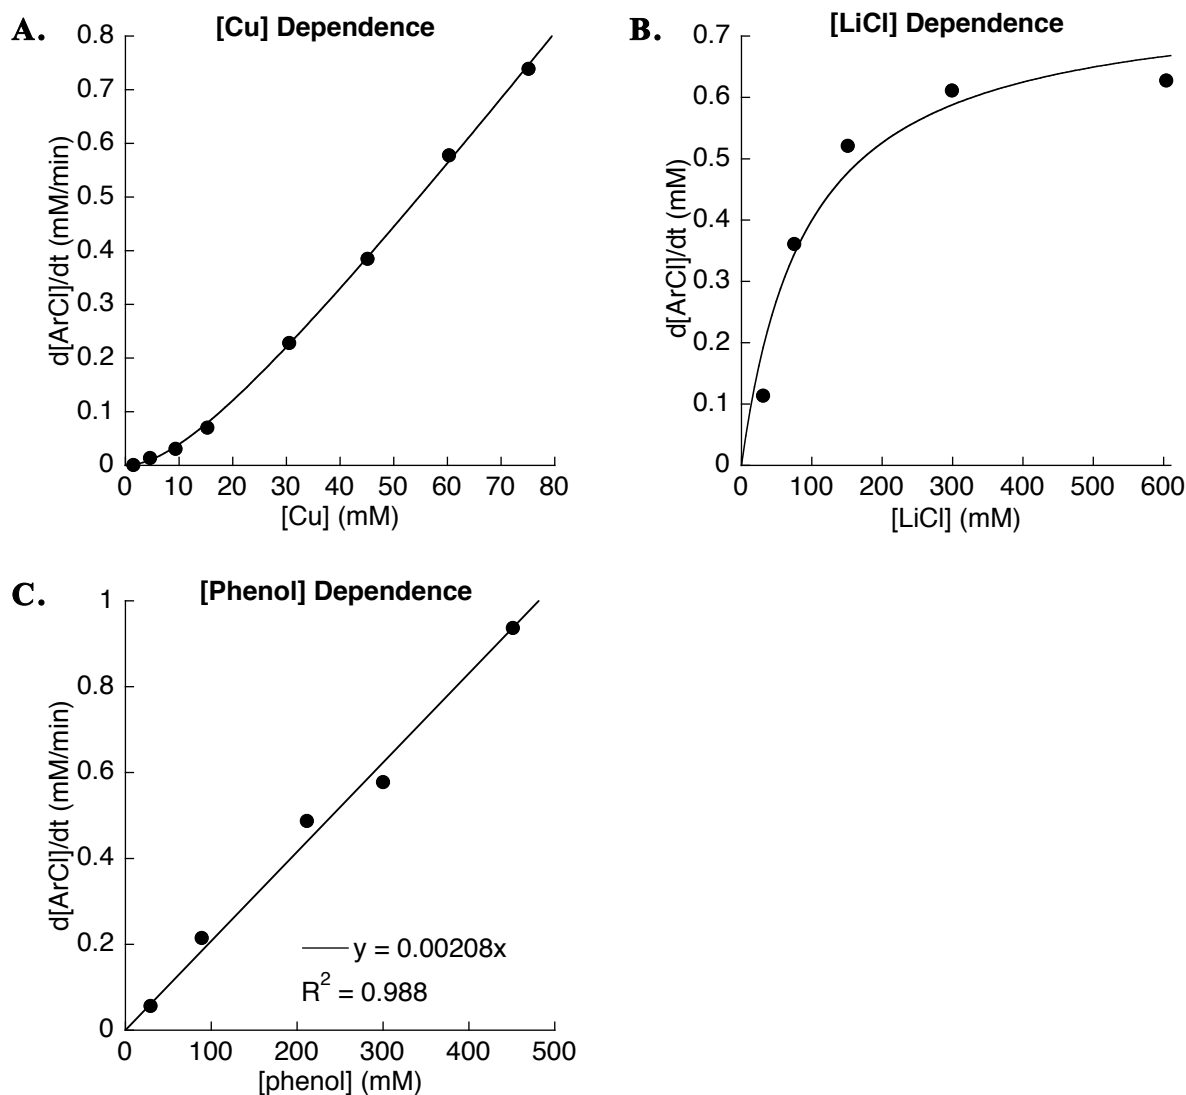 A.
[Cu] Dependence
d[ArCl]/dt (mM/min)
0.8
0.7
0.6
0.5
0.4
0.3
0.2
0.1
0
0 10 20 30 40 50 60 70 80
[Cu] (mM)
B.
[LiCl] Dependence
d[ArCl]/dt (mM)
0.7
0.6
0.5
0.4
0.3
0.2
0.1
0
0 100 200 300 400 500 600
[LiCl] (mM)
C.
[Phenol] Dependence
d[ArCl]/dt (mM/min)
1
0.8
0.6
0.4
0.2
0
y = 0.00208x
R² = 0.988
0 100 200 300 400 500
[phenol] (mM)